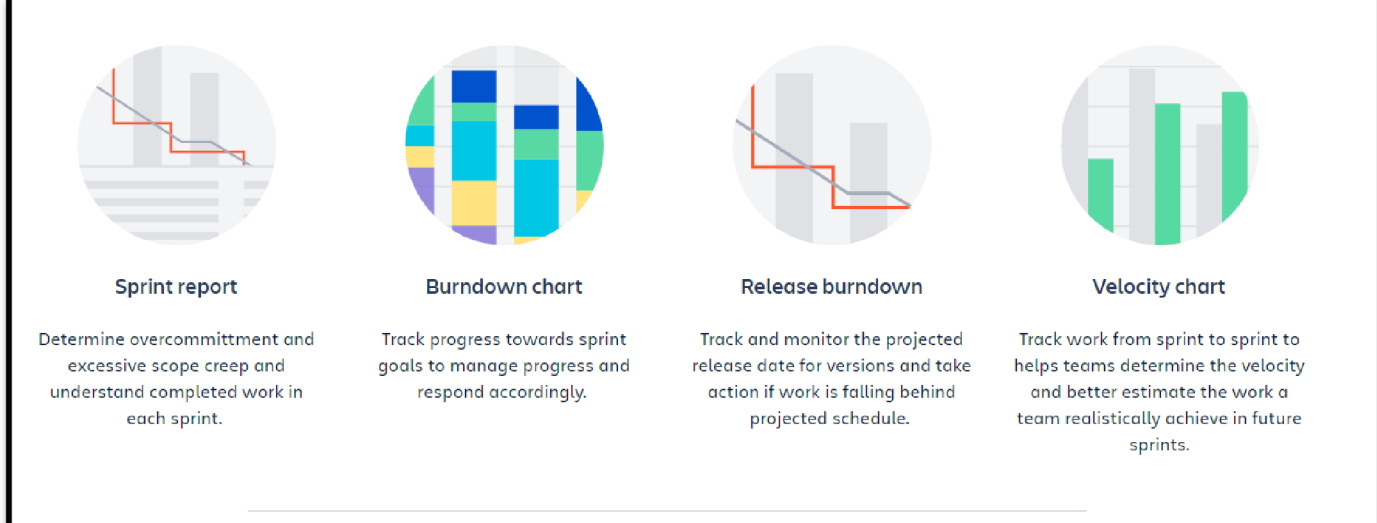 Sprint report
Determine overcommittment and
excessive scope creep and
understand completed work in
each sprint.
Burndown chart
Track progress towards sprint
goals to manage progress and
respond accordingly.
Release burndown
Track and monitor the projected
release date for versions and take
action if work is falling behind
projected schedule.
Velocity chart
Track work from sprint to sprint to
helps teams determine the velocity
and better estimate the work a
team realistically achieve in future
sprints.